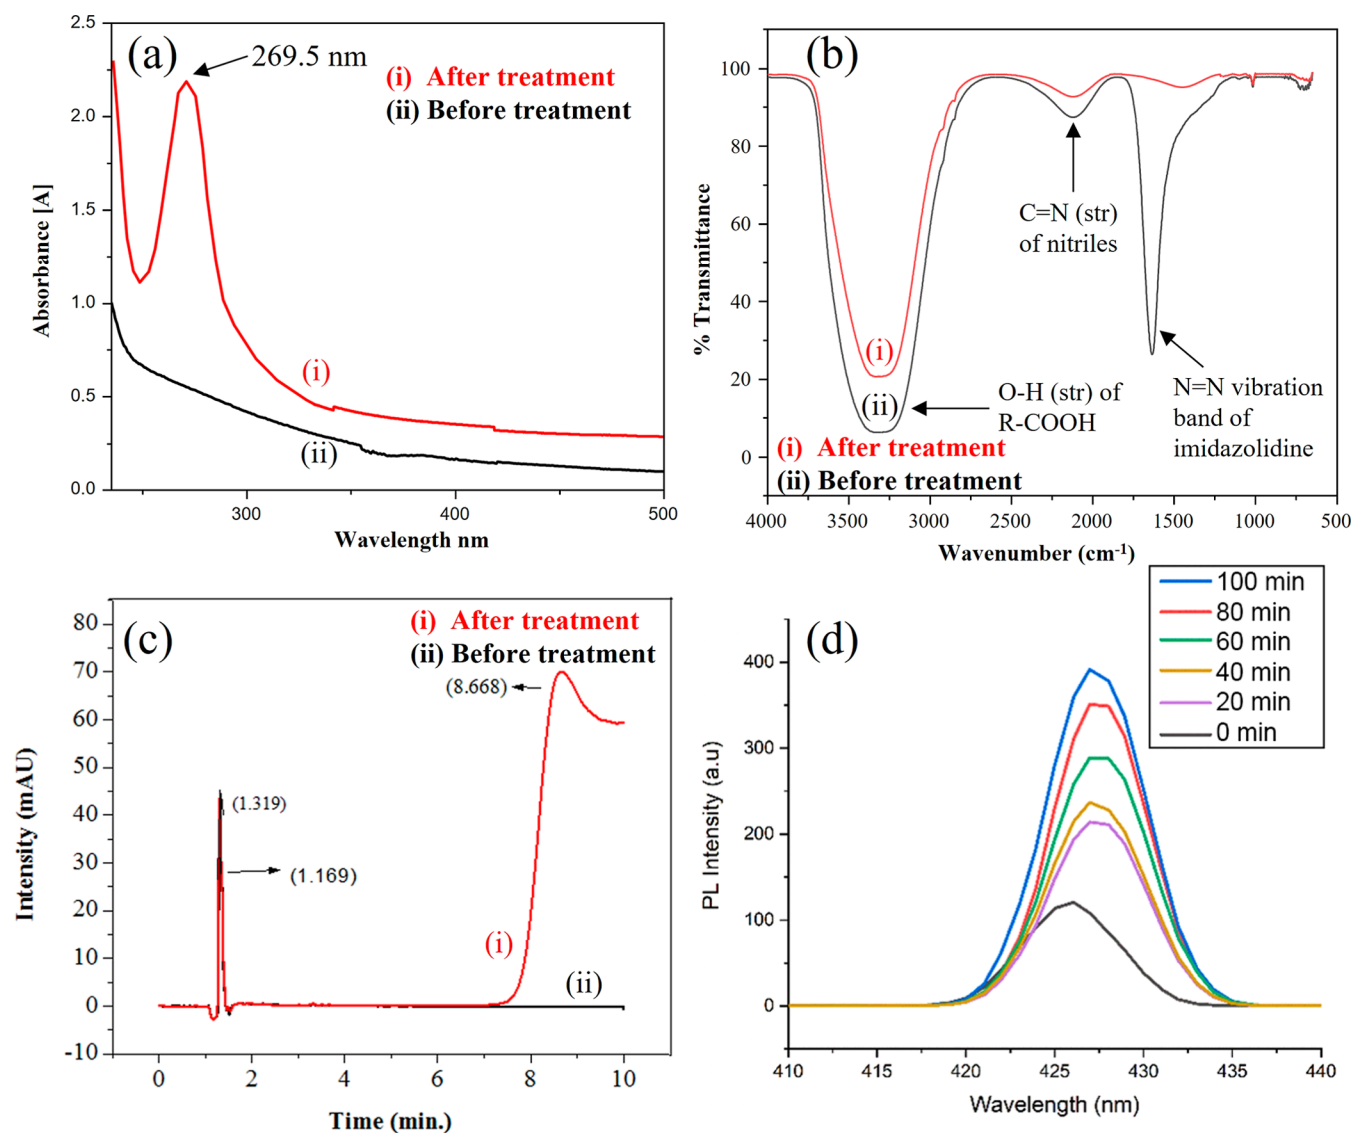 (a)
269.5 nm
(i) After treatment
(ii) Before treatment
2.5
2.0
1.5
1.0
0.5
0.0
Absorbance [A]
(i)
(ii)
300
400
500
Wavelength nm
(b)
100
80
60
40
20
0
% Transmittance
C=N (str)
of nitriles
(i)
(ii)
O-H (str) of
R-COOH
N=N vibration
band of
imidazolidine
(i) After treatment
(ii) Before treatment
4000
3500
3000
2500
2000
1500
1000
500
Wavenumber (cm⁻¹)
(c)
(i) After treatment
(ii) Before treatment
80
70
60
50
40
30
20
10
0
-10
Intensity (mAU)
(8.668)
(1.319)
(1.169)
(i)
(ii)
0
2
4
6
8
10
Time (min.)
(d)
100 min
80 min
60 min
40 min
20 min
0 min
400
300
200
100
0
PL Intensity (a.u)
410
415
420
425
430
435
440
Wavelength (nm)